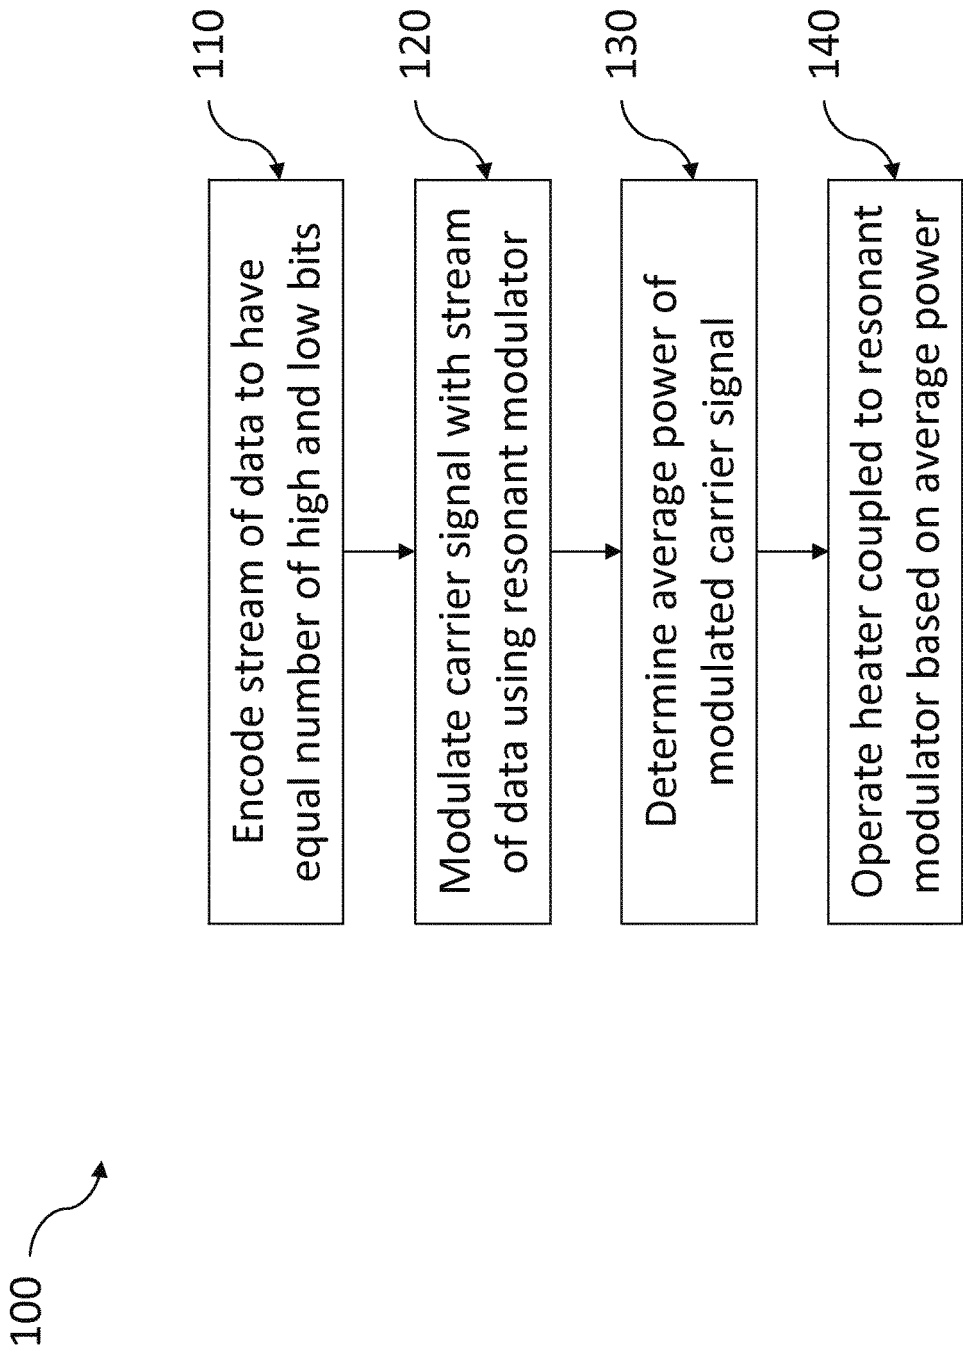 100
110
Encode stream of data to have
equal number of high and low bits
120
Modulate carrier signal with stream
of data using resonant modulator
130
Determine average power of
modulated carrier signal
140
Operate heater coupled to resonant
modulator based on average power